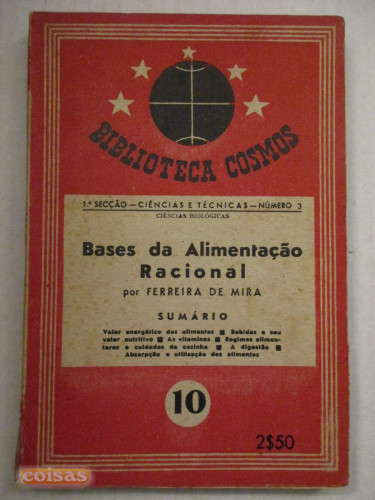 BIBLIOTECA COSMOS
1.ª SECÇÃO — CIÊNCIAS E TÉCNICAS — NÚMERO 3
CIÊNCIAS BIOLÓGICAS
Bases da Alimentação
Racional
por FERREIRA DE MIRA
SUMÁRIO
Valor energético dos alimentos ■ Bebidas e seu
valor nutritivo ■ As vitaminas ■ Regimes alimen-
tares e cuidados de cozinha ■ A digestão ■
Absorpção e utilização dos alimentos
10
2$50
coisas